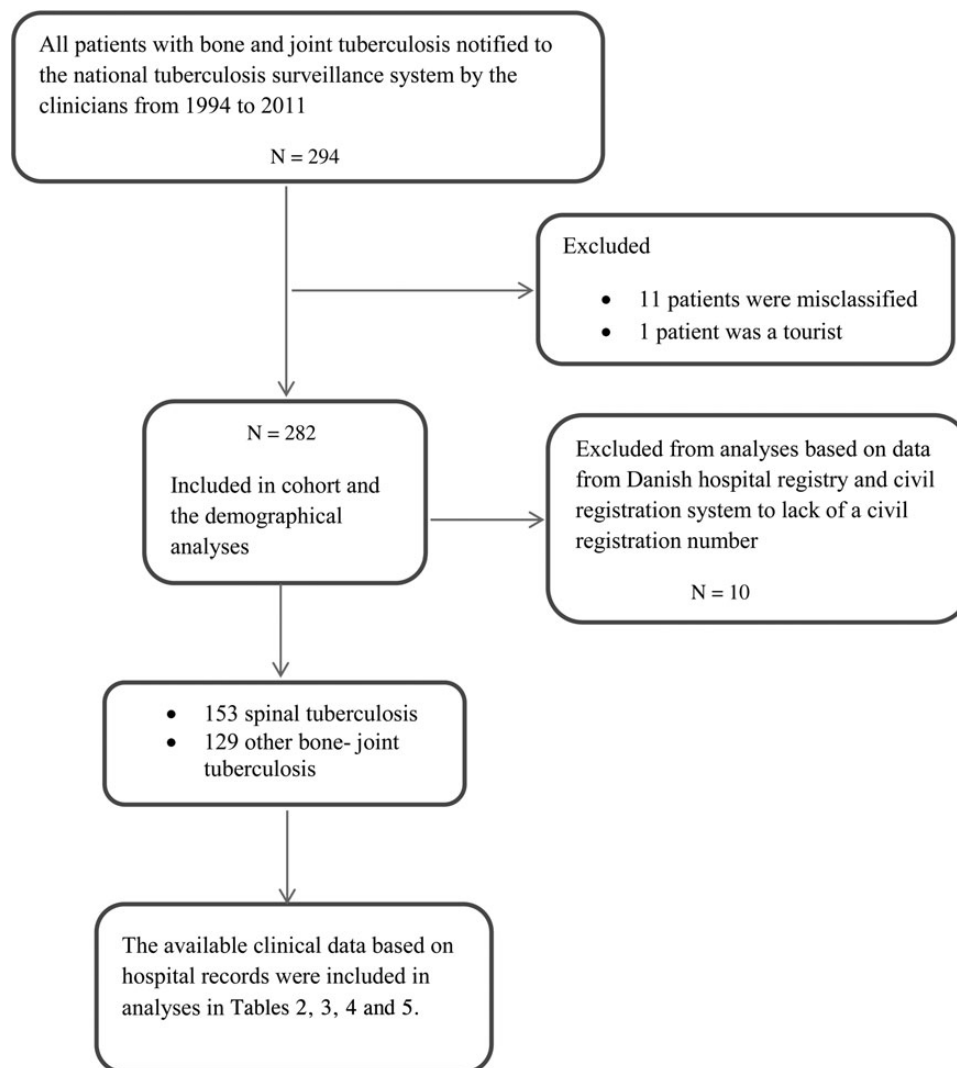 All patients with bone and joint tuberculosis notified to
the national tuberculosis surveillance system by the
clinicians from 1994 to 2011
N = 294
Excluded
• 11 patients were misclassified
• 1 patient was a tourist
N = 282
Included in cohort and
the demographical
analyses
Excluded from analyses based on data
from Danish hospital registry and civil
registration system to lack of a civil
registration number
N = 10
• 153 spinal tuberculosis
• 129 other bone- joint
tuberculosis
The available clinical data based on
hospital records were included in
analyses in Tables 2, 3, 4 and 5.